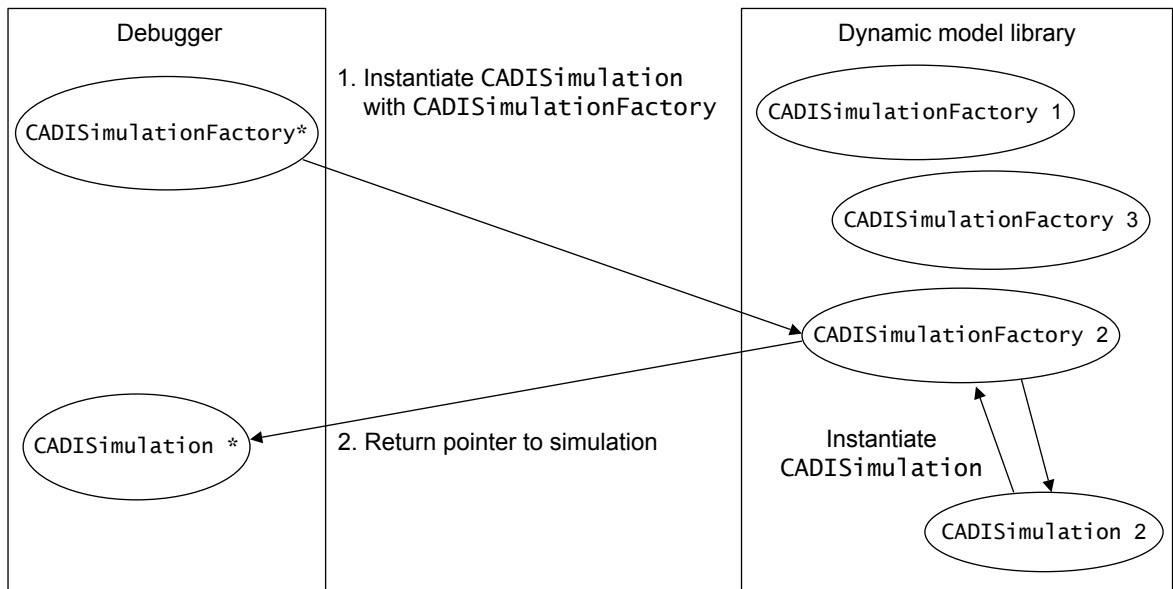 Debugger
Dynamic model library
1. Instantiate CADISimulation
with CADISimulationFactory
CADISimulationFactory*
CADISimulationFactory 1
CADISimulationFactory 3
CADISimulationFactory 2
CADISimulation *
2. Return pointer to simulation
Instantiate
CADISimulation
CADISimulation 2